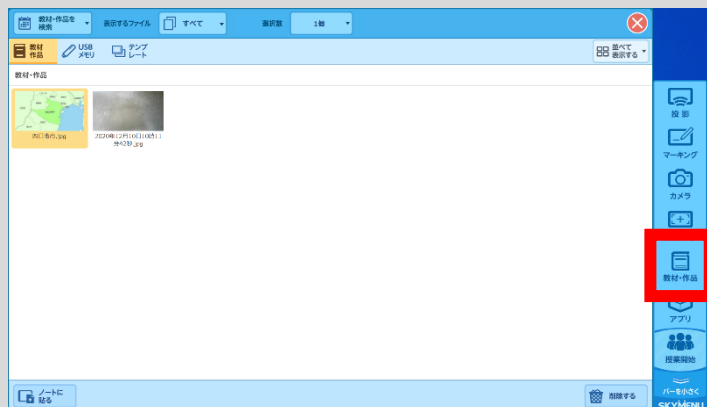 教材・作品を
検索
表示するファイル
すべて
選択数
1個
教材
作品
USB
メモリ
テンプ
レート
並べて
表示する
教材・作品
2020年12月10日10時11
分42秒.jpg
投影
マーキング
カメラ
教材・作品
アプリ
授業開始
バーを小さく
SKYMENU
ノートに
貼る
削除する